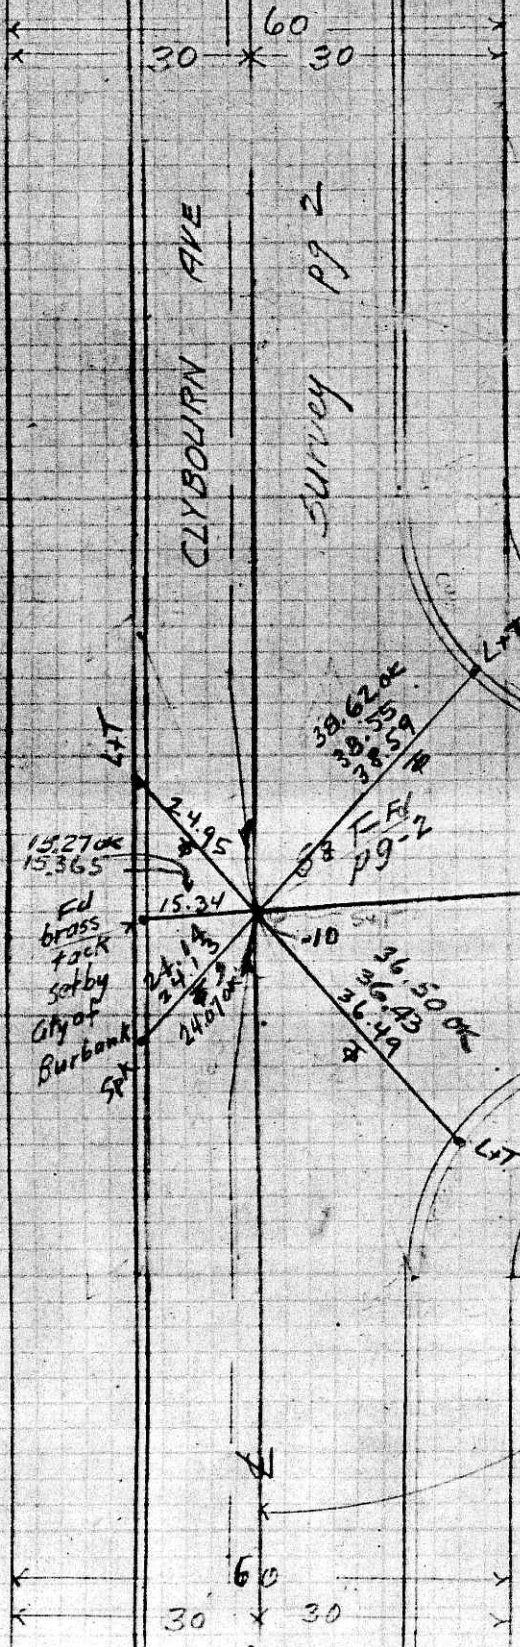 60
30 30
CLYBOURN AVE
Survey pg 2
L+T
38.62 ok
38.55
38.59
L+T
24.95
15.27 ok
15.365
15.34
Fd
pg-2
Fd
brass
tack
set by
City of
Burbank
Spk
24.14
24.13
24.07 ok
-10
36.50 ok
36.43
36.49
L+T
60
30 30